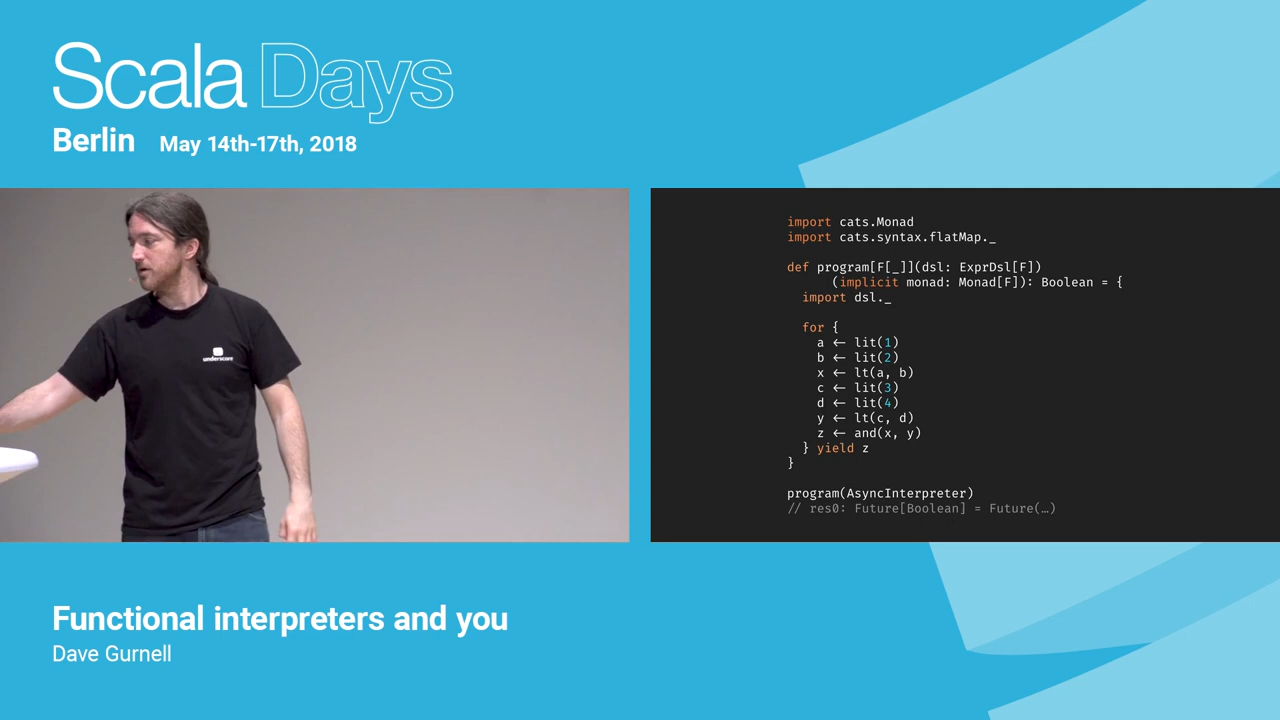 Scala Days
Berlin May 14th-17th, 2018
underscore
import cats.Monad
import cats.syntax.flatMap._
def program[F[_]](dsl: ExprDsl[F])
(implicit monad: Monad[F]): Boolean = {
import dsl._
for {
a ← lit(1)
b ← lit(2)
x ← lt(a, b)
c ← lit(3)
d ← lit(4)
y ← lt(c, d)
z ← and(x, y)
} yield z
}
program(AsyncInterpreter)
// res0: Future[Boolean] = Future(…)
Functional interpreters and you
Dave Gurnell